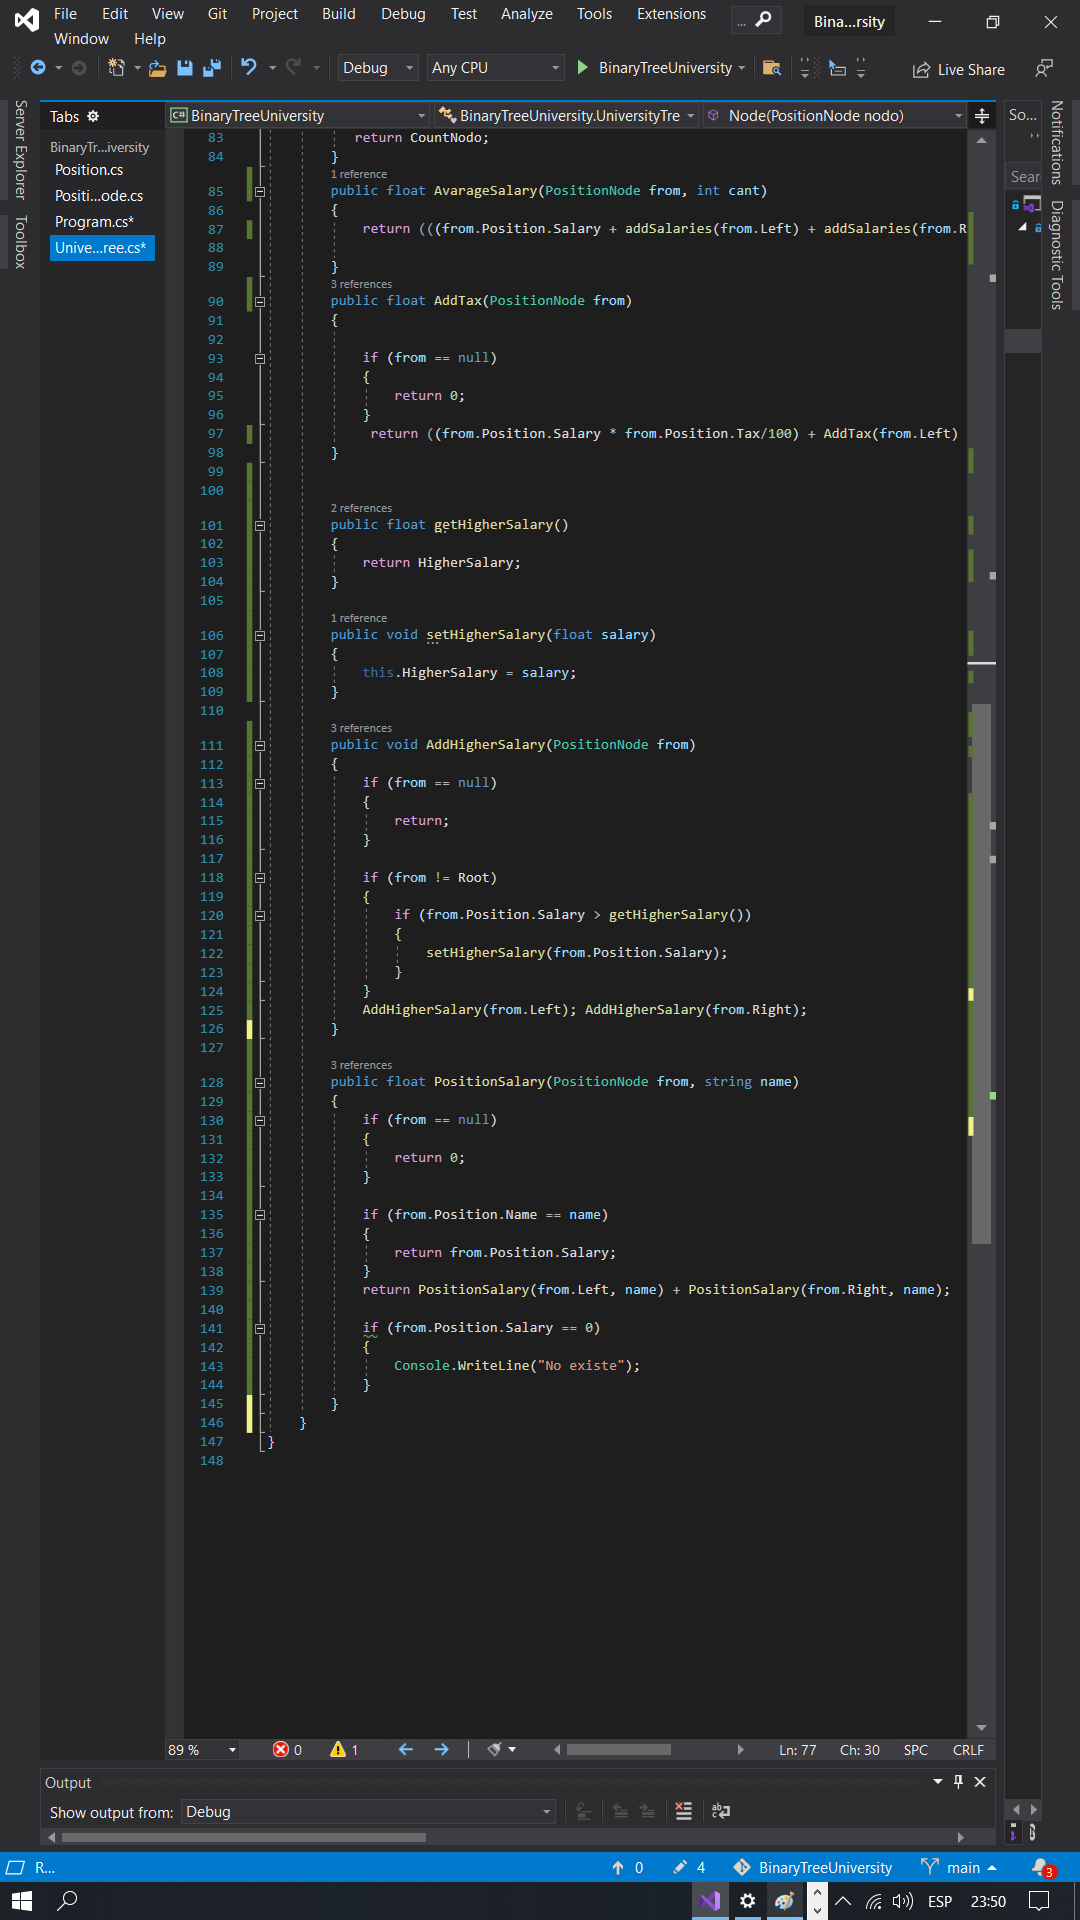 File Edit View Git Project Build Debug Test Analyze Tools Extensions ... Bina...rsity
Window Help
Debug Any CPU BinaryTreeUniversity Live Share
Server Explorer
Toolbox
Tabs
BinaryTr...iversity
Position.cs
Positi...ode.cs
Program.cs*
Unive...ree.cs*
C# BinaryTreeUniversity BinaryTreeUniversity.UniversityTre Node(PositionNode nodo)
So...
Sear
Notifications
Diagnostic Tools
83 return CountNodo;
84 }
1 reference
85 public float AvarageSalary(PositionNode from, int cant)
86 {
87 return (((from.Position.Salary + addSalaries(from.Left) + addSalaries(from.R
88
89 }
3 references
90 public float AddTax(PositionNode from)
91 {
92
93 if (from == null)
94 {
95 return 0;
96 }
97 return ((from.Position.Salary * from.Position.Tax/100) + AddTax(from.Left)
98 }
99
100
2 references
101 public float getHigherSalary()
102 {
103 return HigherSalary;
104 }
105
1 reference
106 public void setHigherSalary(float salary)
107 {
108 this.HigherSalary = salary;
109 }
110
3 references
111 public void AddHigherSalary(PositionNode from)
112 {
113 if (from == null)
114 {
115 return;
116 }
117
118 if (from != Root)
119 {
120 if (from.Position.Salary > getHigherSalary())
121 {
122 setHigherSalary(from.Position.Salary);
123 }
124 }
125 AddHigherSalary(from.Left); AddHigherSalary(from.Right);
126 }
127
3 references
128 public float PositionSalary(PositionNode from, string name)
129 {
130 if (from == null)
131 {
132 return 0;
133 }
134
135 if (from.Position.Name == name)
136 {
137 return from.Position.Salary;
138 }
139 return PositionSalary(from.Left, name) + PositionSalary(from.Right, name);
140
141 if (from.Position.Salary == 0)
142 {
143 Console.WriteLine("No existe");
144 }
145 }
146 }
147 }
148
89 % 0 1 Ln: 77 Ch: 30 SPC CRLF
Output
Show output from: Debug
R... 0 4 BinaryTreeUniversity main 3
ESP 23:50